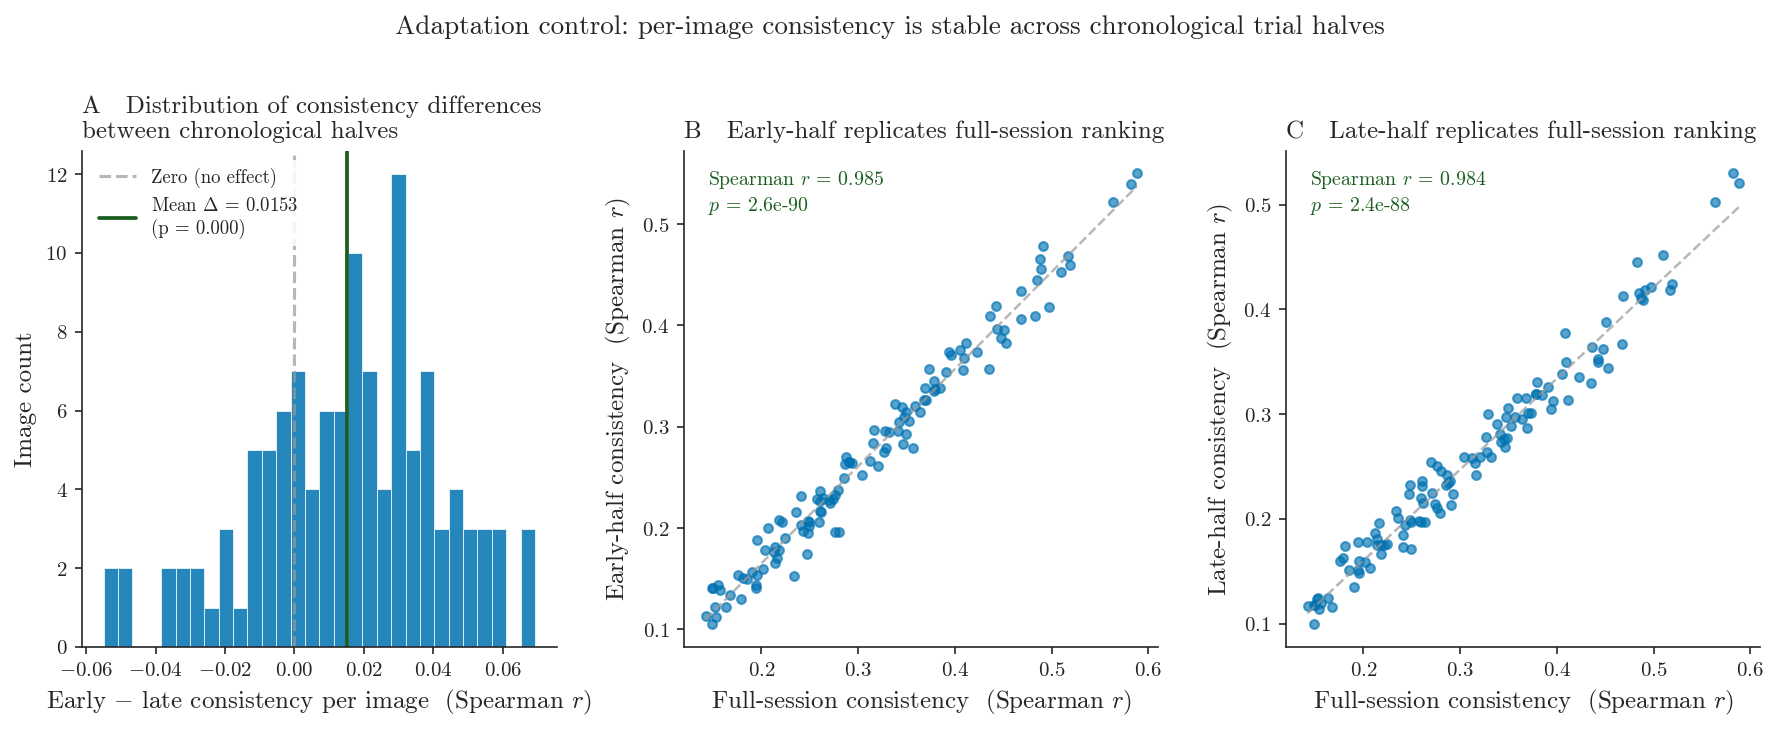 Adaptation control: per-image consistency is stable across chronological trial halves
A Distribution of consistency differences
between chronological halves
Zero (no effect)
Mean Δ = 0.0153
(p = 0.000)
12
10
8
6
4
2
0
Image count
−0.06 −0.04 −0.02 0.00 0.02 0.04 0.06
Early − late consistency per image (Spearman r)
B Early-half replicates full-session ranking
Spearman r = 0.985
p = 2.6e-90
0.5
0.4
0.3
0.2
0.1
Early-half consistency (Spearman r)
0.2 0.3 0.4 0.5 0.6
Full-session consistency (Spearman r)
C Late-half replicates full-session ranking
Spearman r = 0.984
p = 2.4e-88
0.5
0.4
0.3
0.2
0.1
Late-half consistency (Spearman r)
0.2 0.3 0.4 0.5 0.6
Full-session consistency (Spearman r)